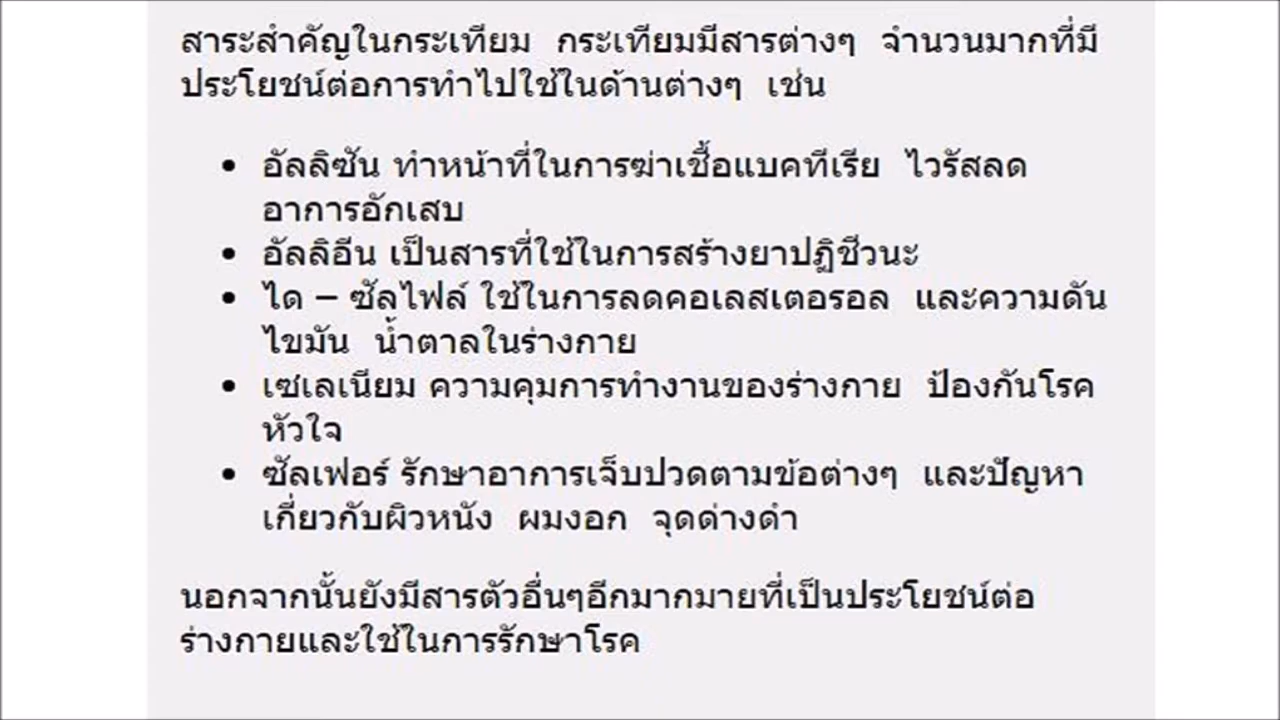 สาระสำคัญในกระเทียม กระเทียมมีสารต่างๆ จำนวนมากที่มี
ประโยชน์ต่อการทำไปใช้ในด้านต่างๆ เช่น
• อัลลิซัน ทำหน้าที่ในการฆ่าเชื้อแบคทีเรีย ไวรัสลด
อาการอักเสบ
• อัลลิอีน เป็นสารที่ใช้ในการสร้างยาปฏิชีวนะ
• ได – ซัลไฟล์ ใช้ในการลดคอเลสเตอรอล และความดัน
ไขมัน น้ำตาลในร่างกาย
• เซเลเนียม ความคุมการทำงานของร่างกาย ป้องกันโรค
หัวใจ
• ซัลเฟอร์ รักษาอาการเจ็บปวดตามข้อต่างๆ และปัญหา
เกี่ยวกับผิวหนัง ผมงอก จุดด่างดำ
นอกจากนั้นยังมีสารตัวอื่นๆอีกมากมายที่เป็นประโยชน์ต่อ
ร่างกายและใช้ในการรักษาโรค